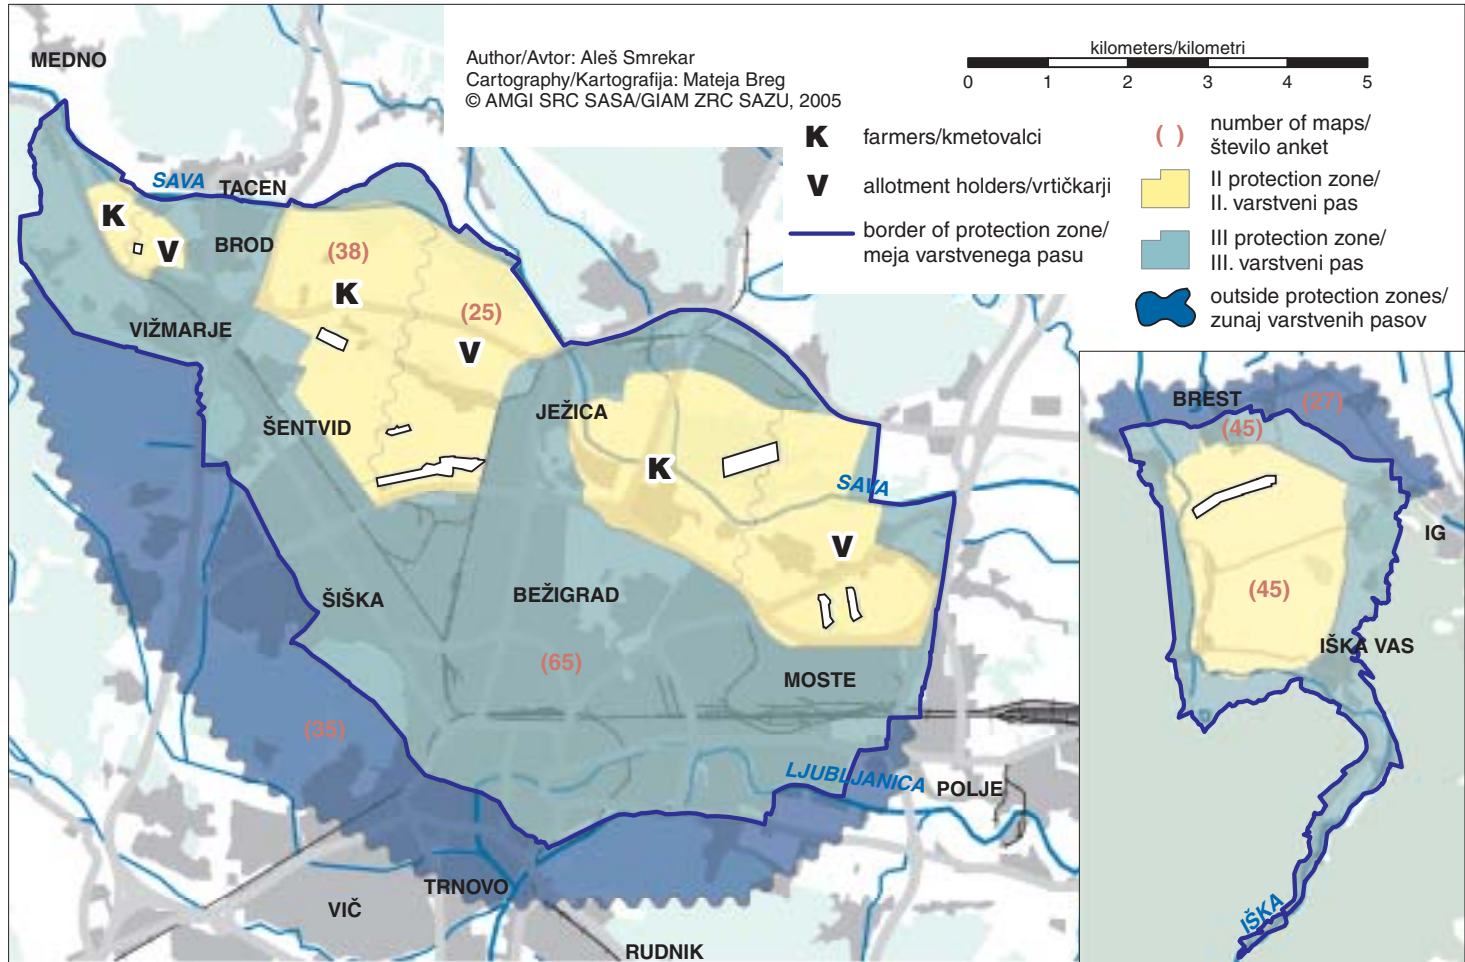 MEDNO
Author/Avtor: Aleš Smrekar
Cartography/Kartografija: Mateja Breg
© AMGI SRC SASA/GIAM ZRC SAZU, 2005
kilometers/kilometri
0 1 2 3 4 5
K farmers/kmetovalci
V allotment holders/vrtičkarji
border of protection zone/
meja varstvenega pasu
( ) number of maps/
število anket
II protection zone/
II. varstveni pas
III protection zone/
III. varstveni pas
outside protection zones/
zunaj varstvenih pasov
SAVA
TACEN
K
V
BROD
(38)
K
(25)
V
VIŽMARJE
ŠENTVID
JEŽICA
K
SAVA
V
ŠIŠKA
BEŽIGRAD
(65)
MOSTE
(35)
LJUBLJANICA
POLJE
TRNOVO
VIČ
RUDNIK
BREST
(27)
(45)
IG
(45)
IŠKA VAS
IŠKA